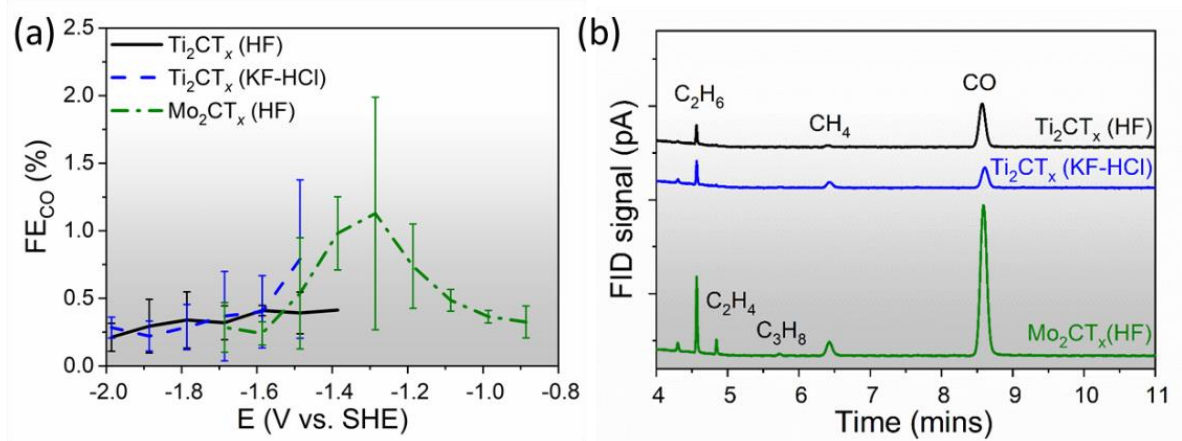 (a)
Ti₂CTₓ (HF)
Ti₂CTₓ (KF-HCl)
Mo₂CTₓ (HF)
FE_CO (%)
2.5
2.0
1.5
1.0
0.5
0.0
-2.0 -1.8 -1.6 -1.4 -1.2 -1.0 -0.8
E (V vs. SHE)
(b)
FID signal (pA)
C₂H₆
CH₄
CO
Ti₂CTₓ (HF)
Ti₂CTₓ (KF-HCl)
C₂H₄
C₃H₈
Mo₂CTₓ(HF)
4 5 6 7 8 9 10 11
Time (mins)